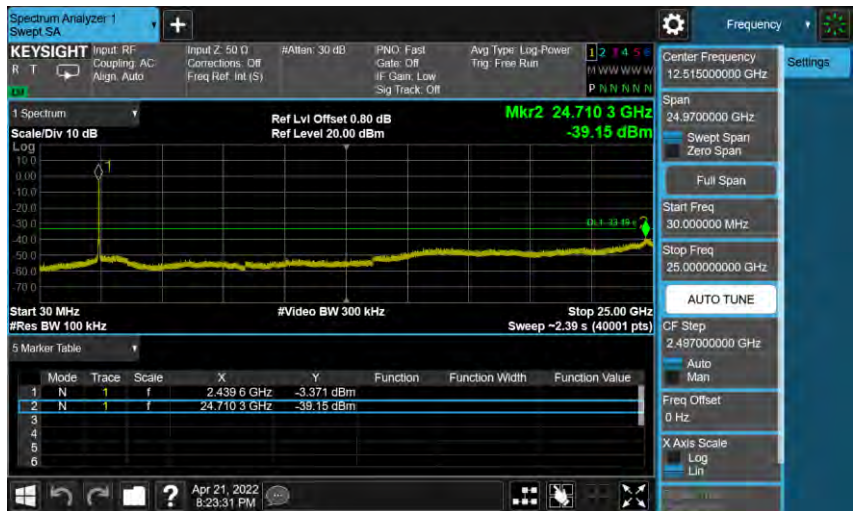 Spectrum Analyzer 1
Swept SA
Frequency
KEYSIGHT
R T
Input: RF
Coupling: AC
Align: Auto
Input Z: 50 Ω
Corrections: Off
Freq Ref: Int (S)
#Atten: 30 dB
PNO: Fast
Gate: Off
IF Gain: Low
Sig Track: Off
Avg Type: Log-Power
Trig: Free Run
1 2 3 4 5 6
M W W W W W
P N N N N N
Center Frequency
12.515000000 GHz
Settings
Span
24.9700000 GHz
Swept Span
Zero Span
Full Span
Start Freq
30.000000 MHz
Stop Freq
25.000000000 GHz
AUTO TUNE
CF Step
2.497000000 GHz
Auto
Man
Freq Offset
0 Hz
X Axis Scale
Log
Lin
1 Spectrum
Scale/Div 10 dB
Ref Lvl Offset 0.80 dB
Ref Level 20.00 dBm
Mkr2 24.710 3 GHz
-39.15 dBm
Log
10.0
0.00
-10.0
-20.0
-30.0
-40.0
-50.0
-60.0
-70.0
1
2
Start 30 MHz
#Res BW 100 kHz
#Video BW 300 kHz
Stop 25.00 GHz
Sweep ~2.39 s (40001 pts)
5 Marker Table
Mode Trace Scale X Y Function Function Width Function Value
1 N 1 f 2.439 6 GHz -3.371 dBm
2 N 1 f 24.710 3 GHz -39.15 dBm
3
4
5
6
?
Apr 21, 2022
8:23:31 PM